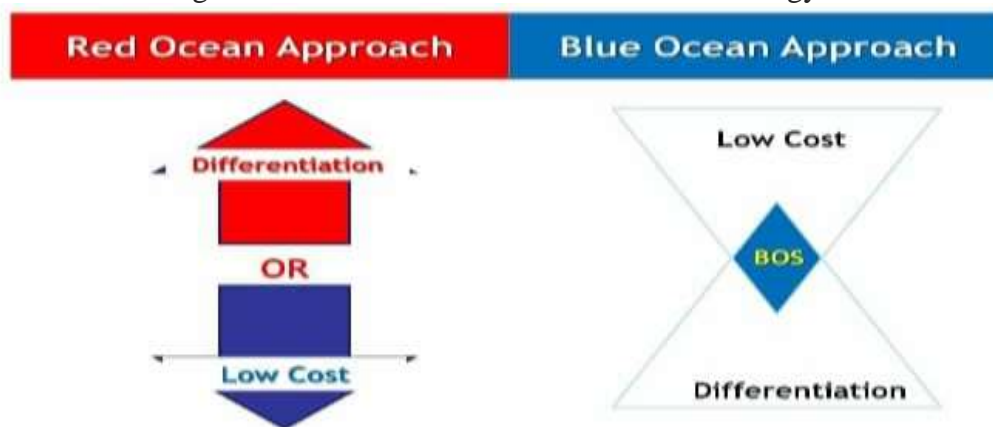 Red Ocean Approach
Blue Ocean Approach
Differentiation
OR
Low Cost
Low Cost
BOS
Differentiation